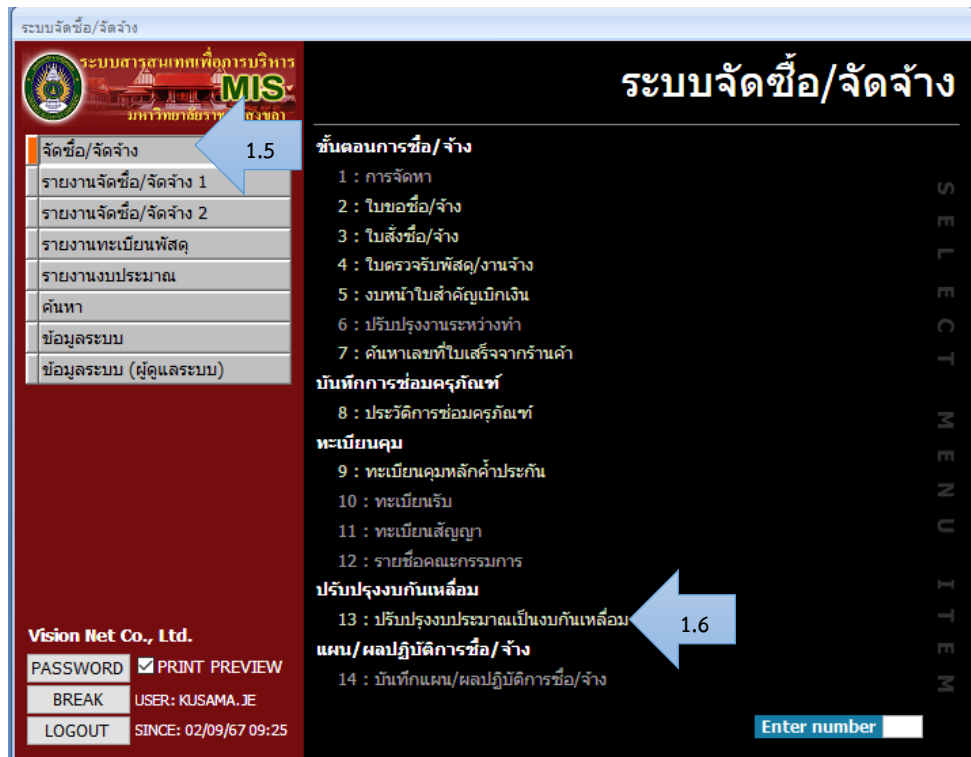 ระบบจัดซื้อ/จัดจ้าง
ระบบสารสนเทศเพื่อการบริหาร
MIS
ระบบจัดซื้อ/จัดจ้าง
จัดซื้อ/จัดจ้าง
1.5
รายงานจัดซื้อ/จัดจ้าง 1
รายงานจัดซื้อ/จัดจ้าง 2
รายงานทะเบียนพัสดุ
รายงานงบประมาณ
ค้นหา
ข้อมูลระบบ
ข้อมูลระบบ (ผู้ดูแลระบบ)
ขั้นตอนการซื้อ/จ้าง
1 : การจัดหา
2 : ใบขอซื้อ/จ้าง
3 : ใบสั่งซื้อ/จ้าง
4 : ใบตรวจรับพัสดุ/งานจ้าง
5 : งบหน้าใบสำคัญเบิกเงิน
6 : ปรับปรุงงานระหว่างทำ
7 : ค้นหาเลขที่ใบเสร็จจากร้านค้า
บันทึกการซ่อมครุภัณฑ์
8 : ประวัติการซ่อมครุภัณฑ์
ทะเบียนคุม
9 : ทะเบียนคุมหลักค้ำประกัน
10 : ทะเบียนรับ
11 : ทะเบียนสัญญา
12 : รายชื่อคณะกรรมการ
ปรับปรุงงบกันเหลื่อม
13 : ปรับปรุงงบประมาณเป็นงบกันเหลื่อม
1.6
แผน/ผลปฏิบัติการซื้อ/จ้าง
14 : บันทึกแผน/ผลปฏิบัติการซื้อ/จ้าง
SELECT MENU ITEM
Vision Net Co., Ltd.
PASSWORD PRINT PREVIEW
BREAK USER: KUSAMA.JE
LOGOUT SINCE: 02/09/67 09:25
Enter number